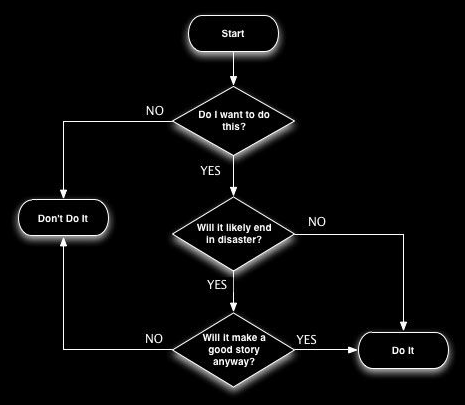 Start
Do I want to do
this?
NO
YES
Don't Do It
Will it likely end
in disaster?
NO
YES
Will it make a
good story
anyway?
NO
YES
Do It